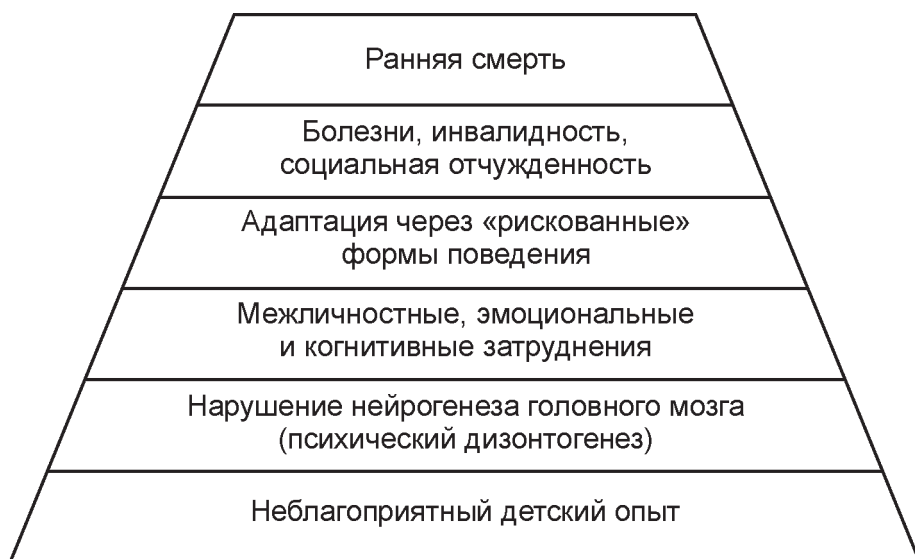 Ранняя смерть
Болезни, инвалидность,
социальная отчужденность
Адаптация через «рискованные»
формы поведения
Межличностные, эмоциональные
и когнитивные затруднения
Нарушение нейрогенеза головного мозга
(психический дизонтогенез)
Неблагоприятный детский опыт